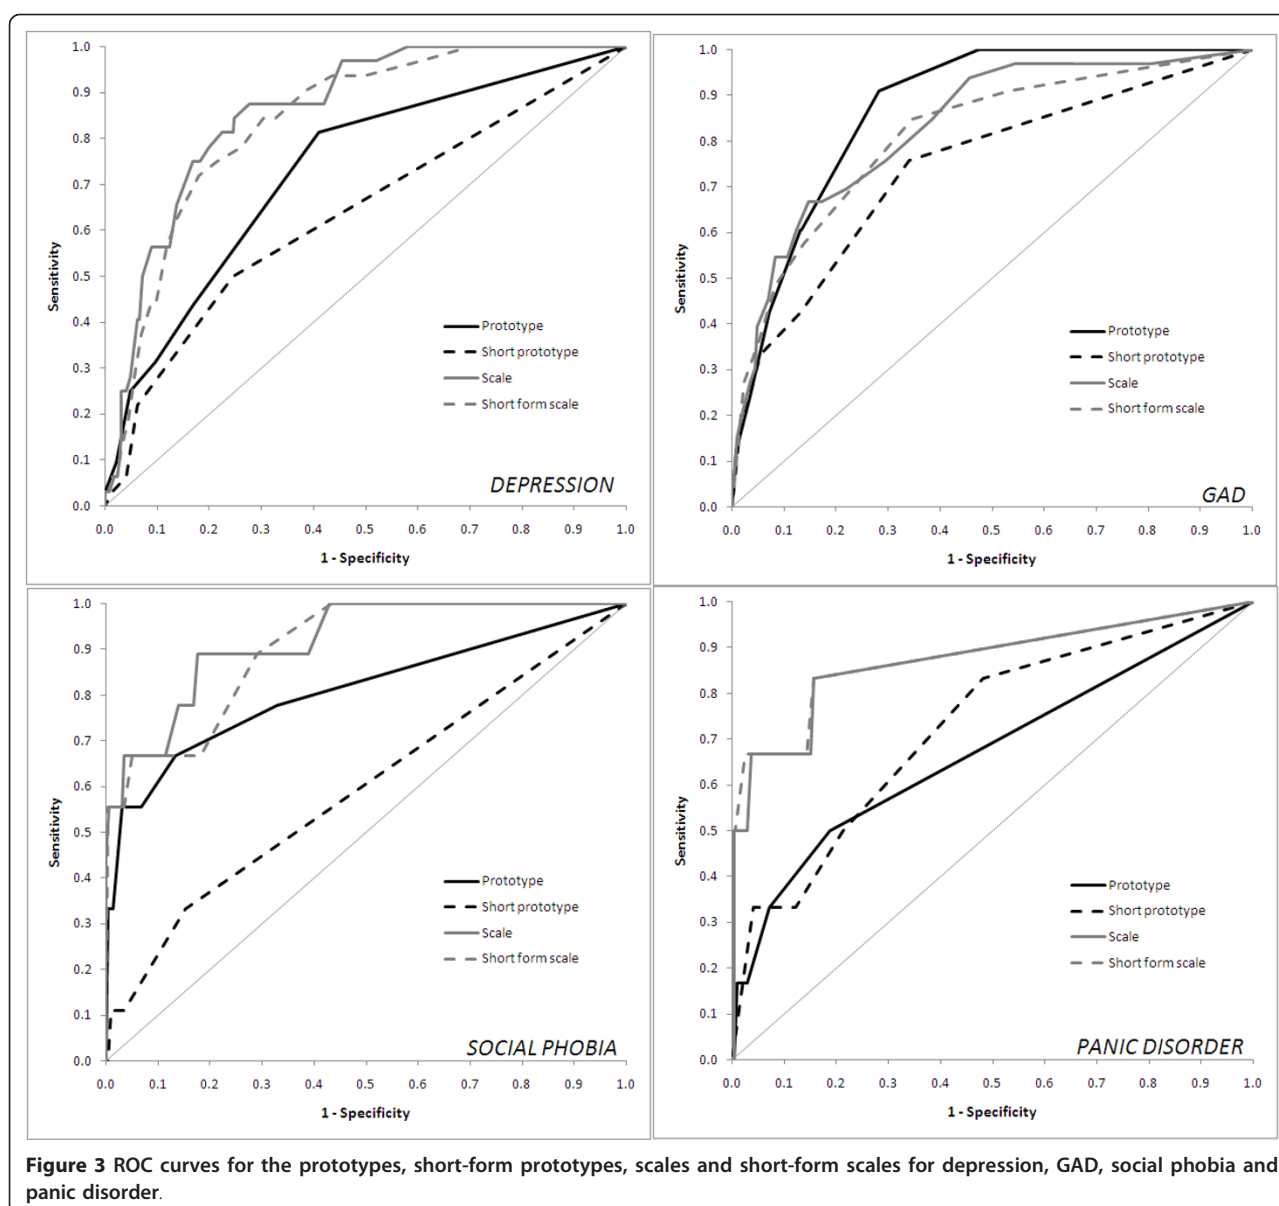 1.0
0.9
0.8
0.7
0.6
0.5
0.4
0.3
0.2
0.1
0.0
Sensitivity
Prototype
Short prototype
Scale
Short form scale
DEPRESSION
0.0 0.1 0.2 0.3 0.4 0.5 0.6 0.7 0.8 0.9 1.0
1 - Specificity
1.0
0.9
0.8
0.7
0.6
0.5
0.4
0.3
0.2
0.1
0.0
Sensitivity
Prototype
Short prototype
Scale
Short form scale
GAD
0.0 0.1 0.2 0.3 0.4 0.5 0.6 0.7 0.8 0.9 1.0
1 - Specificity
1.0
0.9
0.8
0.7
0.6
0.5
0.4
0.3
0.2
0.1
0.0
Sensitivity
Prototype
Short prototype
Scale
Short form scale
SOCIAL PHOBIA
0.0 0.1 0.2 0.3 0.4 0.5 0.6 0.7 0.8 0.9 1.0
1 - Specificity
1.0
0.9
0.8
0.7
0.6
0.5
0.4
0.3
0.2
0.1
0.0
Sensitivity
Prototype
Short prototype
Scale
Short form scale
PANIC DISORDER
0.0 0.1 0.2 0.3 0.4 0.5 0.6 0.7 0.8 0.9 1.0
1 - Specificity
Figure 3 ROC curves for the prototypes, short-form prototypes, scales and short-form scales for depression, GAD, social phobia and
panic disorder.